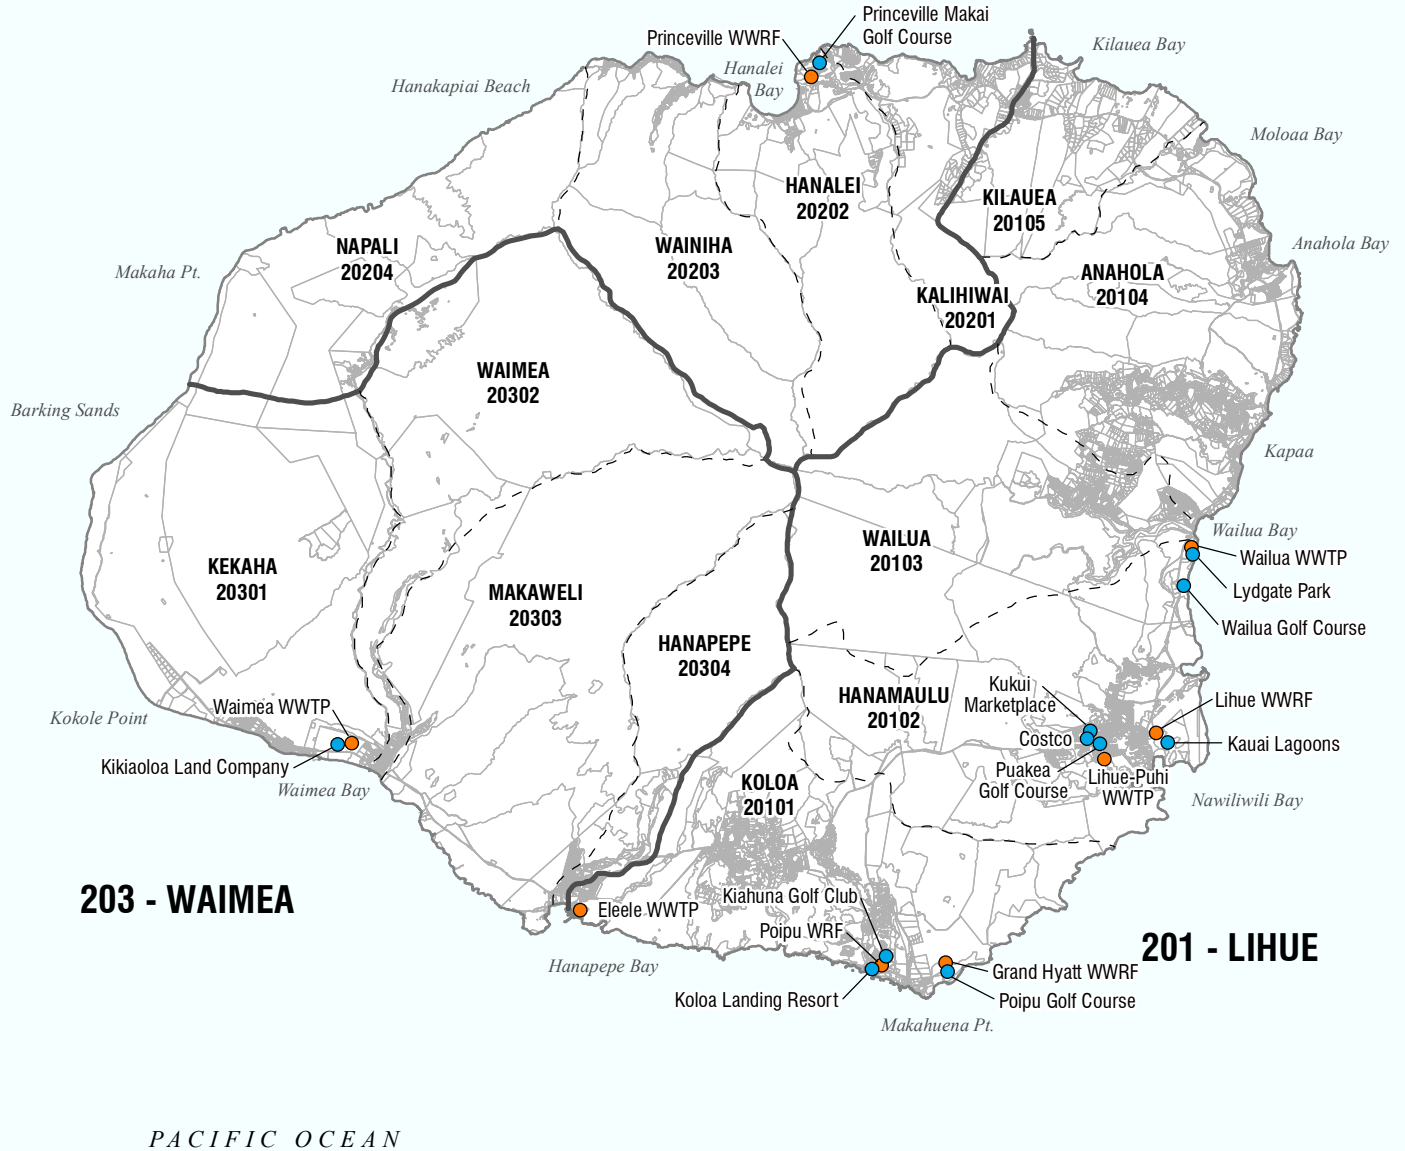 Princeville Makai
Golf Course
Princeville WWRF
Kilauea Bay
Hanalei
Bay
Hanakapiai Beach
Moloaa Bay
HANALEI
20202
KILAUEA
20105
NAPALI
20204
WAINIHA
20203
Anahola Bay
Makaha Pt.
ANAHOLA
20104
KALIHIWAI
20201
WAIMEA
20302
Barking Sands
Kapaa
WAILUA
20103
Wailua Bay
Wailua WWTP
KEKAHA
20301
MAKAWELI
20303
Lydgate Park
Wailua Golf Course
HANAPEPE
20304
HANAMAULU
20102
Kukui
Marketplace
Lihue WWRF
Waimea WWTP
Kokole Point
Costco
Kauai Lagoons
Kikiaoloa Land Company
Puakea
Golf Course
Lihue-Puhi
WWTP
Waimea Bay
KOLOA
20101
Nawiliwili Bay
203 - WAIMEA
Kiahuna Golf Club
Eleele WWTP
Poipu WRF
201 - LIHUE
Hanapepe Bay
Grand Hyatt WWRF
Koloa Landing Resort
Poipu Golf Course
Makahuena Pt.
PACIFIC OCEAN